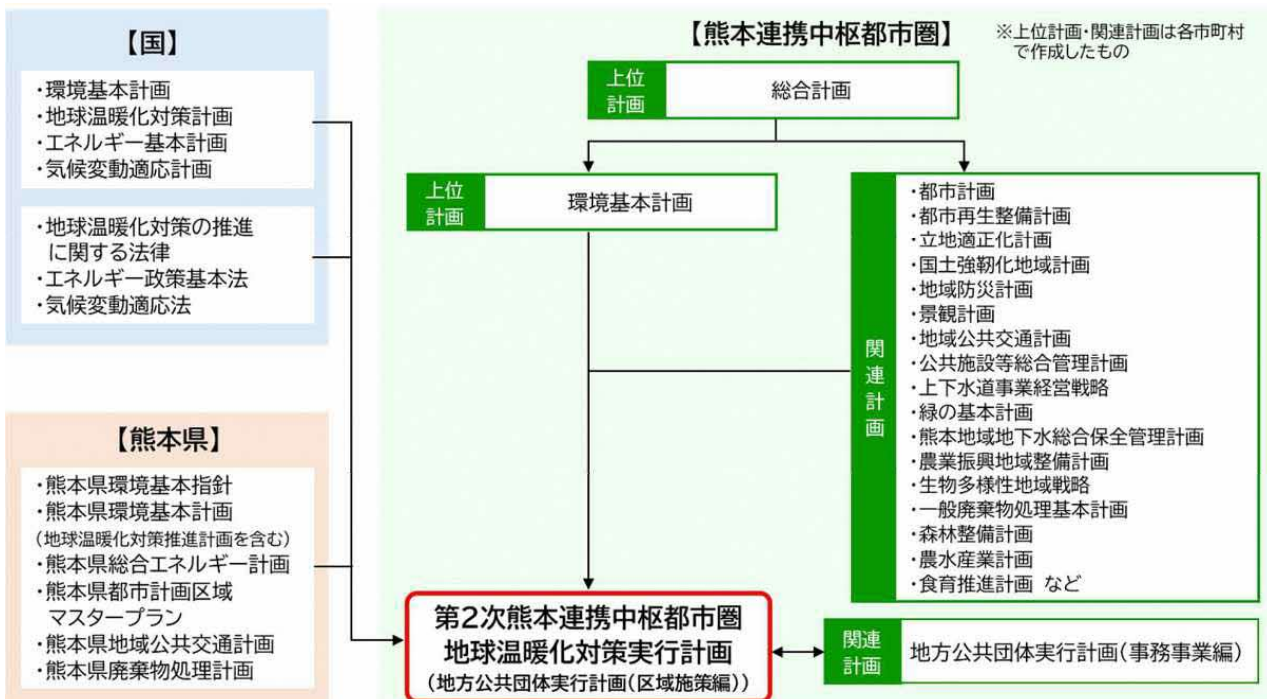 【国】
・環境基本計画
・地球温暖化対策計画
・エネルギー基本計画
・気候変動適応計画
・地球温暖化対策の推進
に関する法律
・エネルギー政策基本法
・気候変動適応法
【熊本県】
・熊本県環境基本指針
・熊本県環境基本計画
(地球温暖化対策推進計画を含む)
・熊本県総合エネルギー計画
・熊本県都市計画区域
マスタープラン
・熊本県地域公共交通計画
・熊本県廃棄物処理計画
【熊本連携中枢都市圏】
※上位計画・関連計画は各市町村
で作成したもの
上位
計画
総合計画
上位
計画
環境基本計画
関連計画
・都市計画
・都市再生整備計画
・立地適正化計画
・国土強靭化地域計画
・地域防災計画
・景観計画
・地域公共交通計画
・公共施設等総合管理計画
・上下水道事業経営戦略
・緑の基本計画
・熊本地域地下水総合保全管理計画
・農業振興地域整備計画
・生物多様性地域戦略
・一般廃棄物処理基本計画
・森林整備計画
・農水産業計画
・食育推進計画 など
第2次熊本連携中枢都市圏
地球温暖化対策実行計画
(地方公共団体実行計画(区域施策編))
関連
計画
地方公共団体実行計画(事務事業編)